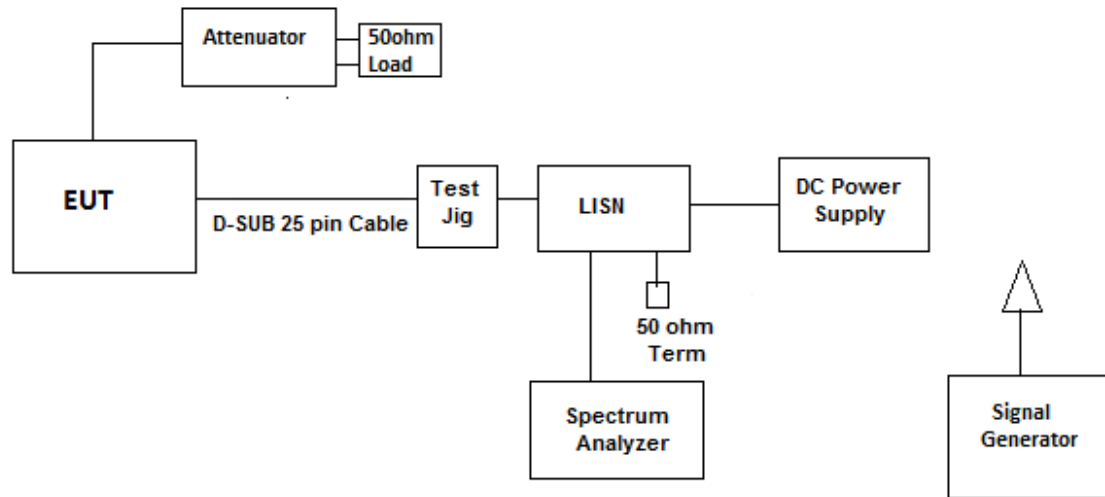 Attenuator
50ohm
Load
EUT
D-SUB 25 pin Cable
Test
Jig
LISN
DC Power
Supply
50 ohm
Term
Spectrum
Analyzer
Signal
Generator